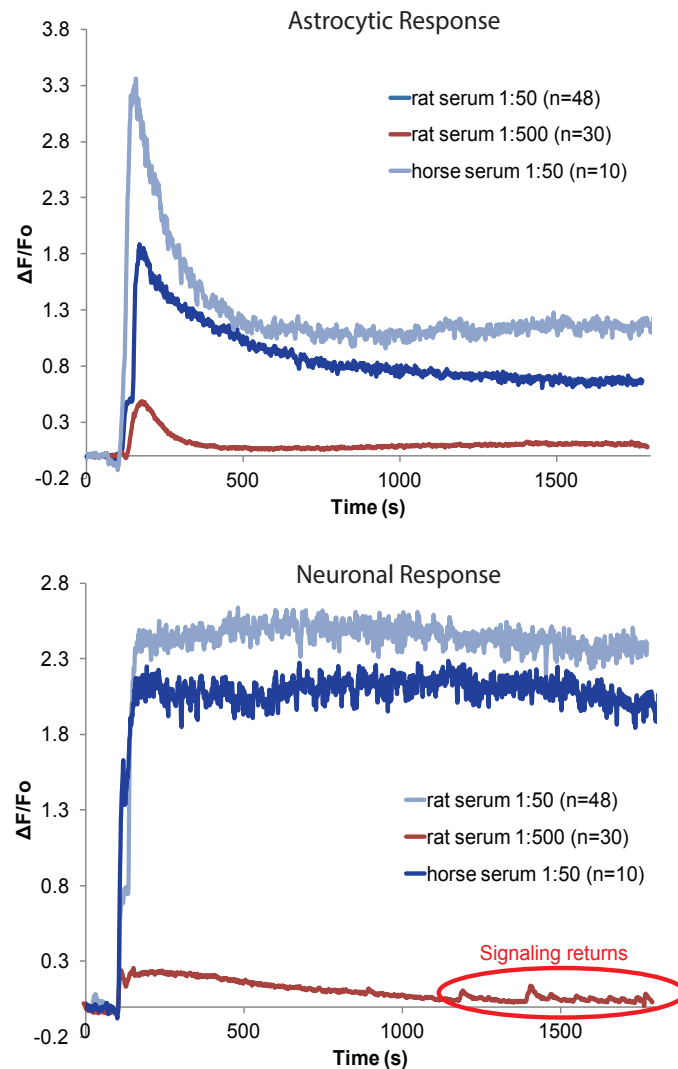 Astrocytic Response
3.8
3.3
2.8
2.3
1.8
1.3
0.8
0.3
-0.2
ΔF/Fo
rat serum 1:50 (n=48)
rat serum 1:500 (n=30)
horse serum 1:50 (n=10)
0
500
1000
1500
Time (s)
Neuronal Response
2.8
2.3
1.8
1.3
0.8
0.3
-0.2
ΔF/Fo
rat serum 1:50 (n=48)
rat serum 1:500 (n=30)
horse serum 1:50 (n=10)
Signaling returns
0
500
1000
1500
Time (s)